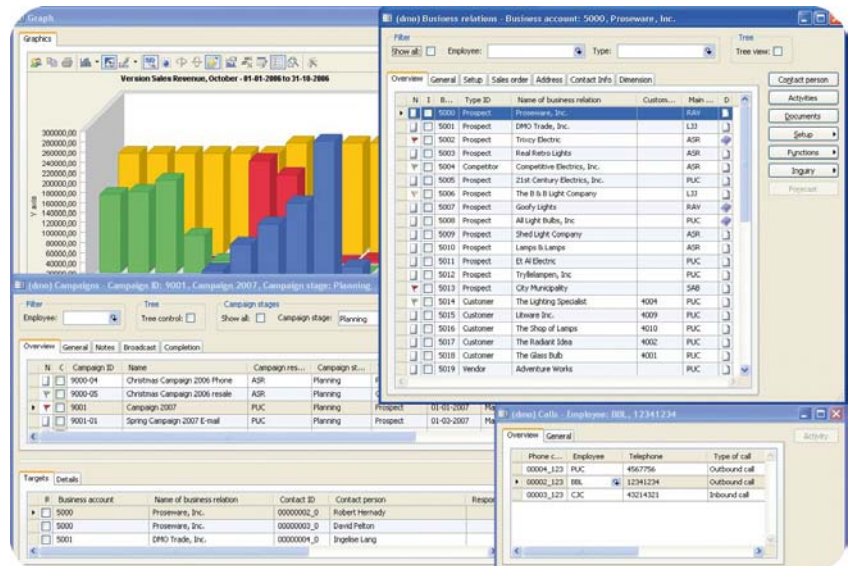 Graph
Graphics
Version Sales Revenue, October - 01-01-2006 to 31-10-2006
300000,00
280000,00
260000,00
240000,00
220000,00
200000,00
180000,00
160000,00
140000,00
120000,00
100000,00
80000,00
60000,00
40000,00
Y axis
(dmo) Business relations - Business account: 5000, Proseware, Inc.
Filter
Tree
Show all:
Employee:
Type:
Tree view:
Overview General Setup Sales order Address Contact Info Dimension
N I B... Type ID Name of business relation Custom... Main ... D
5000 Prospect Proseware, Inc. RAV
5001 Prospect DMO Trade, Inc. LJJ
5002 Prospect Trixcy Electric ASR
5003 Prospect Real Retro Lights ASR
5004 Competitor Competitive Electrics, Inc. ASR
5005 Prospect 21st Century Electrics, Inc. PUC
5006 Prospect The B & B Light Company LJJ
5007 Prospect Goofy Lights RAV
5008 Prospect All Light Bulbs, Inc PUC
5009 Prospect Shed Light Company ASR
5010 Prospect Lamps & Lamps ASR
5011 Prospect Et Al Electric PUC
5012 Prospect Tryllelampen, Inc PUC
5013 Prospect City Municipality SAB
5014 Customer The Lighting Specialist 4004 PUC
5015 Customer Litware Inc. 4009 PUC
5016 Customer The Shop of Lamps 4010 PUC
5017 Customer The Radiant Idea 4002 PUC
5018 Customer The Glass Bulb 4001 PUC
5019 Vendor Adventure Works PUC
Contact person
Activities
Documents
Setup
Functions
Inquiry
Forecast
(dmo) Campaigns - Campaign ID: 9001, Campaign 2007, Campaign stage: Planning
Filter
Tree
Campaign stages
Employee:
Tree control:
Show all:
Campaign stage: Planning
Overview General Notes Broadcast Completion
N C Campaign ID Name Campaign res... Campaign st...
9000-04 Christmas Campaign 2006 Phone ASR Planning
9000-05 Christmas Campaign 2006 resale ASR Planning
9001 Campaign 2007 PUC Planning Prospect 01-01-2007
9001-01 Spring Campaign 2007 E-mail PUC Planning Prospect 01-03-2007
Targets Details
R Business account Name of business relation Contact ID Contact person Respon
5000 Proseware, Inc. 00000002_0 Robert Hernady
5000 Proseware, Inc. 00000003_0 David Pelton
5001 DMO Trade, Inc. 00000004_0 Ingelise Lang
(dmo) Calls - Employee: BBL, 12341234
Overview General
Activity
Phone c... Employee Telephone Type of call
00004_123 PUC 4567756 Outbound call
00002_123 BBL 12341234 Outbound call
00003_123 CJC 43214321 Inbound call